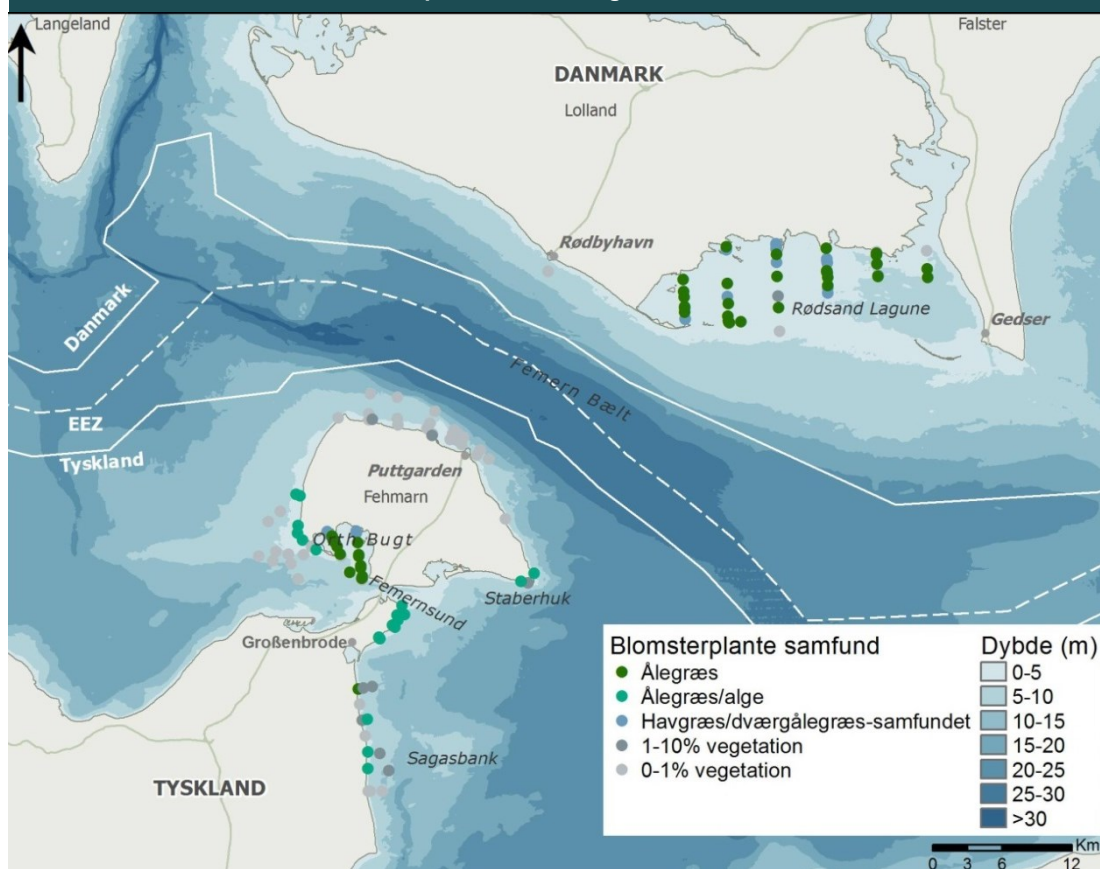 Langeland
Falster
DANMARK
Lolland
Rødbyhavn
Danmark
Rødsand Lagune
Gedser
Femern Bælt
EEZ
Tyskland
Puttgarden
Fehmarn
Orth Bugt
Femernsund
Staberhuk
Großenbrode
Sagasbank
TYSKLAND
Blomsterplante samfund
Ålegræs
Ålegræs/alge
Havgræs/dværgålegræs-samfundet
1-10% vegetation
0-1% vegetation
Dybde (m)
0-5
5-10
10-15
15-20
20-25
25-30
>30
Km
0 3 6 12